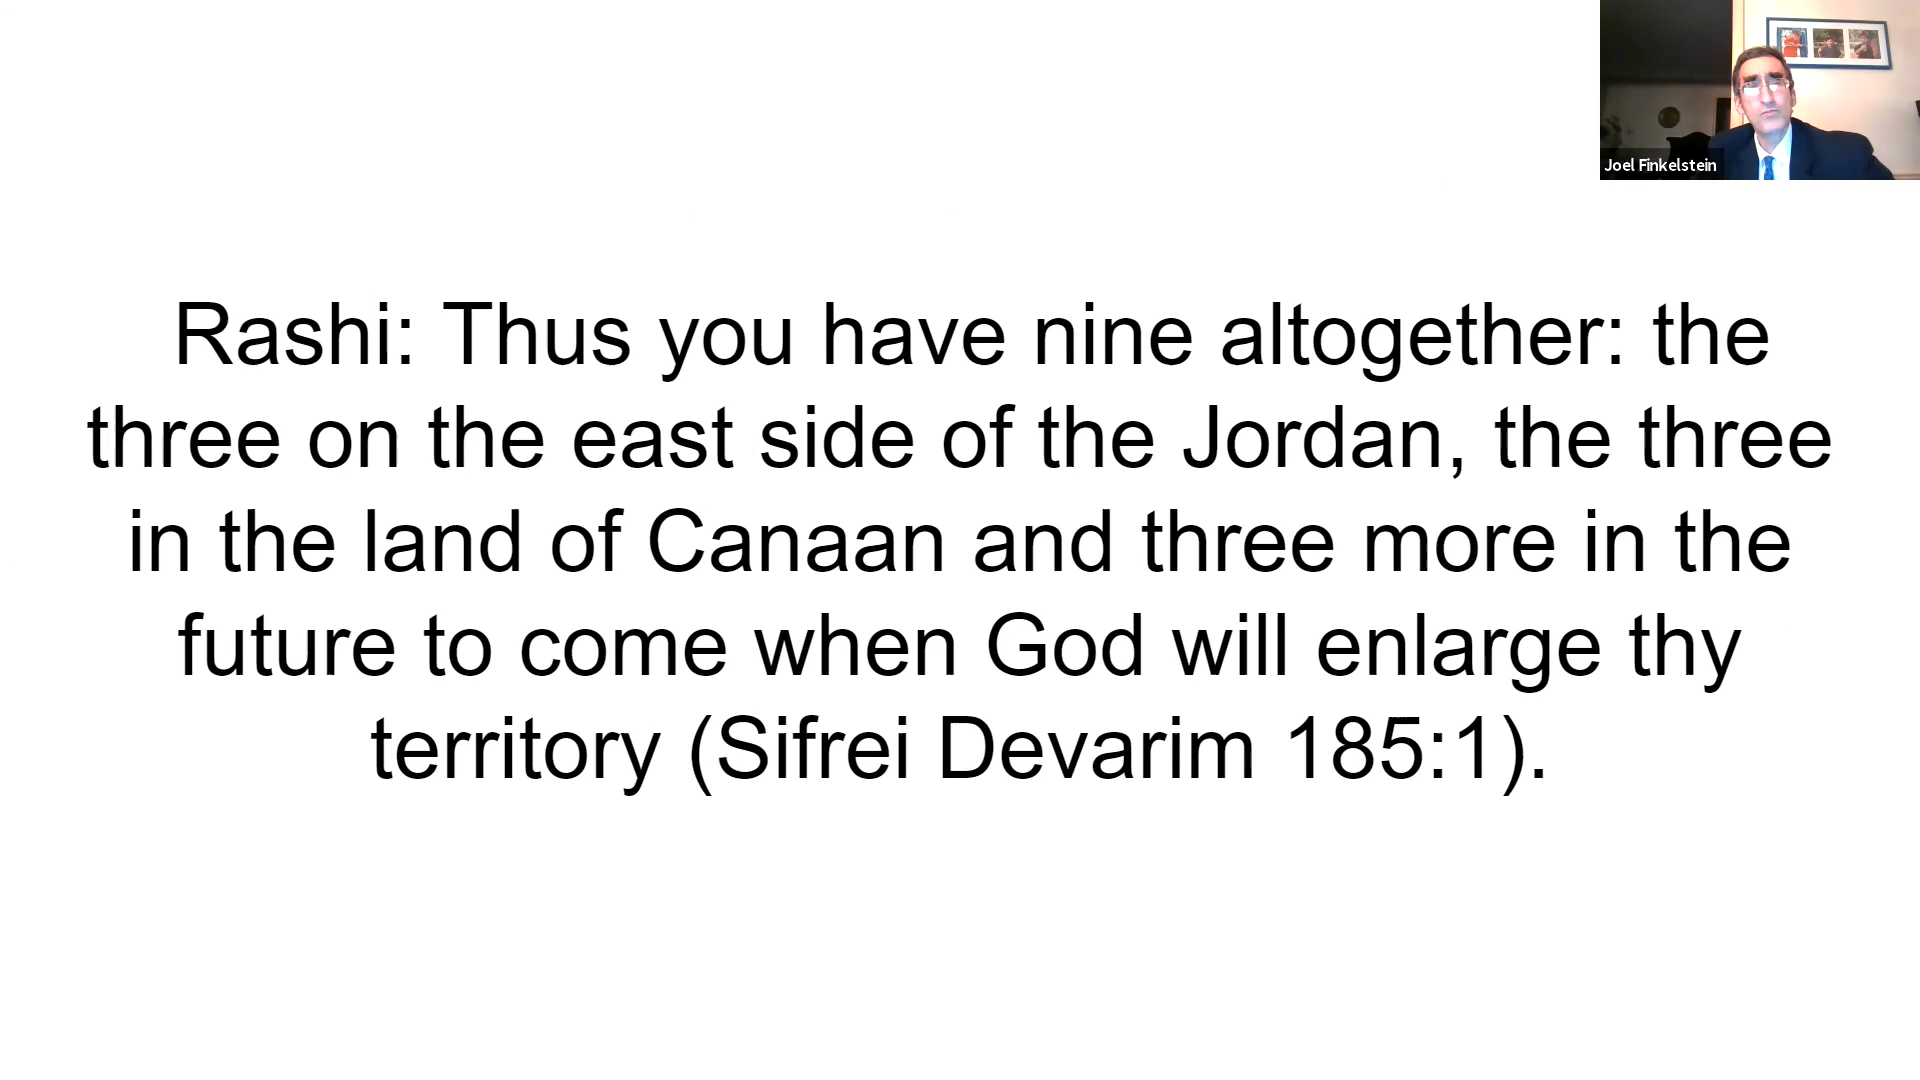 Joel Finkelstein
Rashi: Thus you have nine altogether: the
three on the east side of the Jordan, the three
in the land of Canaan and three more in the
future to come when God will enlarge thy
territory (Sifrei Devarim 185:1).